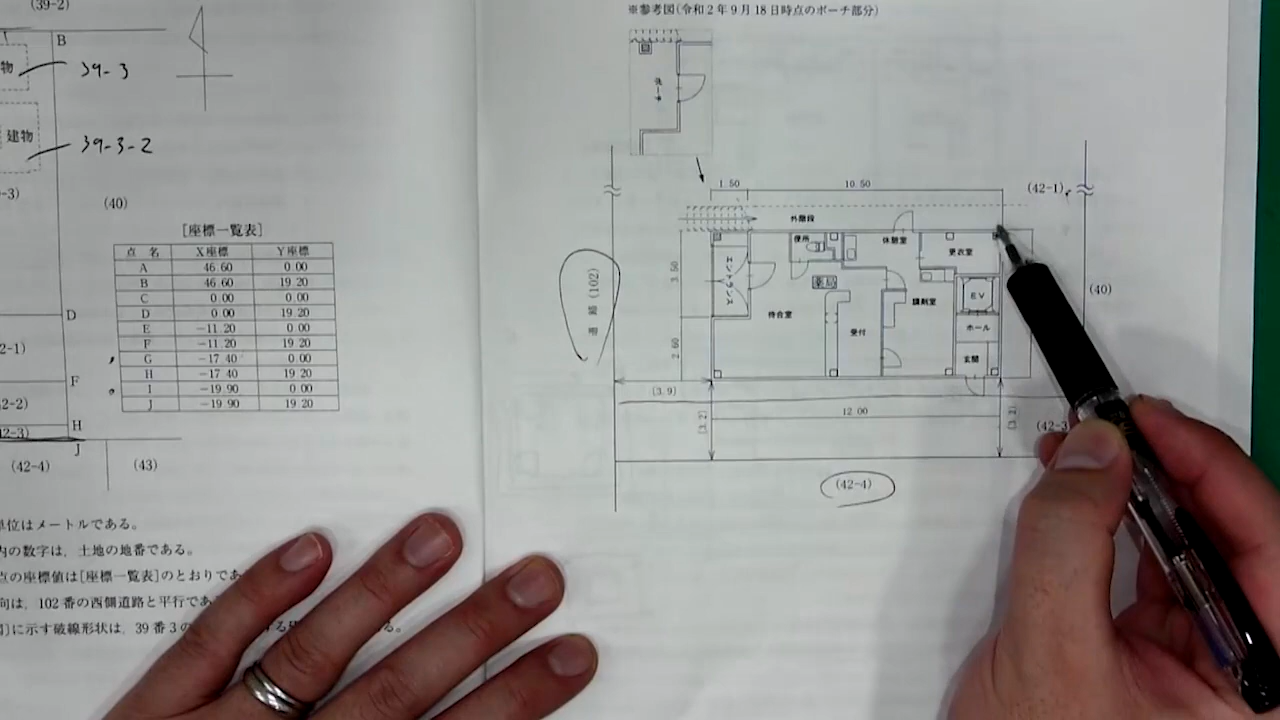 (39-2)
B
物
39-3
建物
39-3-2
-3)
(40)
[座標一覧表]
点 名 X座標 Y座標
A 46.60 0.00
B 46.60 19.20
C 0.00 0.00
D 0.00 19.20
E −11.20 0.00
F −11.20 19.20
G −17.40 0.00
H −17.40 19.20
I −19.90 0.00
J −19.90 19.20
D
2-1)
F
2-2)
H
2-3)
J
(42-4)
(43)
単位はメートルである。
内の数字は，土地の地番である。
点の座標値は[座標一覧表]のとおりであ
向は，102番の西側道路と平行であ
に示す破線形状は，39番3の
る。
※参考図(令和2年9月18日時点のポーチ部分)
ポーチ
1.50
10.50
(42-1)
外階段
便所
休憩室
更衣室
エントランス
3.50
薬局
EV
(40)
道路(102)
待合室
受付
調剤室
ホール
2.60
玄関
(3.9)
12.00
(3.2)
(3.2)
(42-3
(42-4)